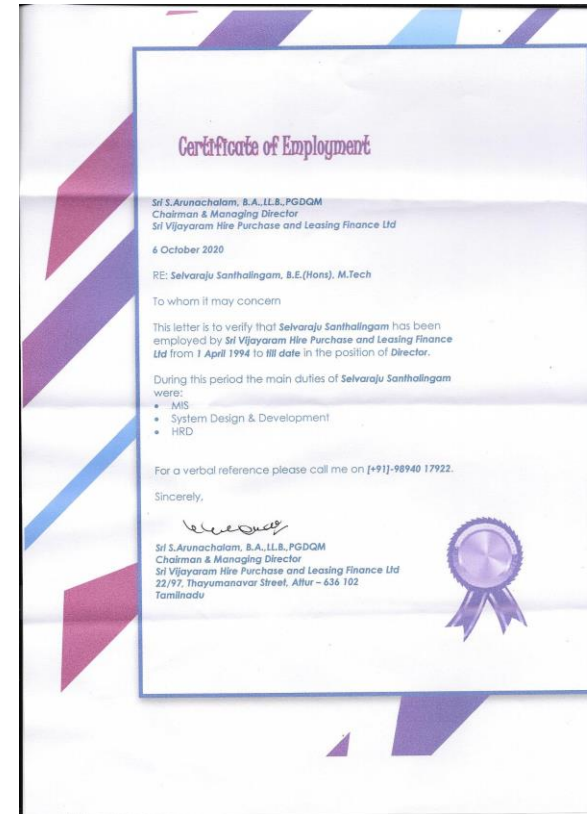 Certificate of Employment
Sri S.Arunachalam, B.A.,LL.B.,PGDQM
Chairman & Managing Director
Sri Vijayaram Hire Purchase and Leasing Finance Ltd
6 October 2020
RE: Selvaraju Santhalingam, B.E.(Hons), M.Tech
To whom it may concern
This letter is to verify that Selvaraju Santhalingam has been
employed by Sri Vijayaram Hire Purchase and Leasing Finance
Ltd from 1 April 1994 to till date in the position of Director.
During this period the main duties of Selvaraju Santhalingam
were:
• MIS
• System Design & Development
• HRD
For a verbal reference please call me on [+91]-98940 17922.
Sincerely,
Sri S.Arunachalam, B.A.,LL.B.,PGDQM
Chairman & Managing Director
Sri Vijayaram Hire Purchase and Leasing Finance Ltd
22/97, Thayumanavar Street, Attur – 636 102
Tamilnadu